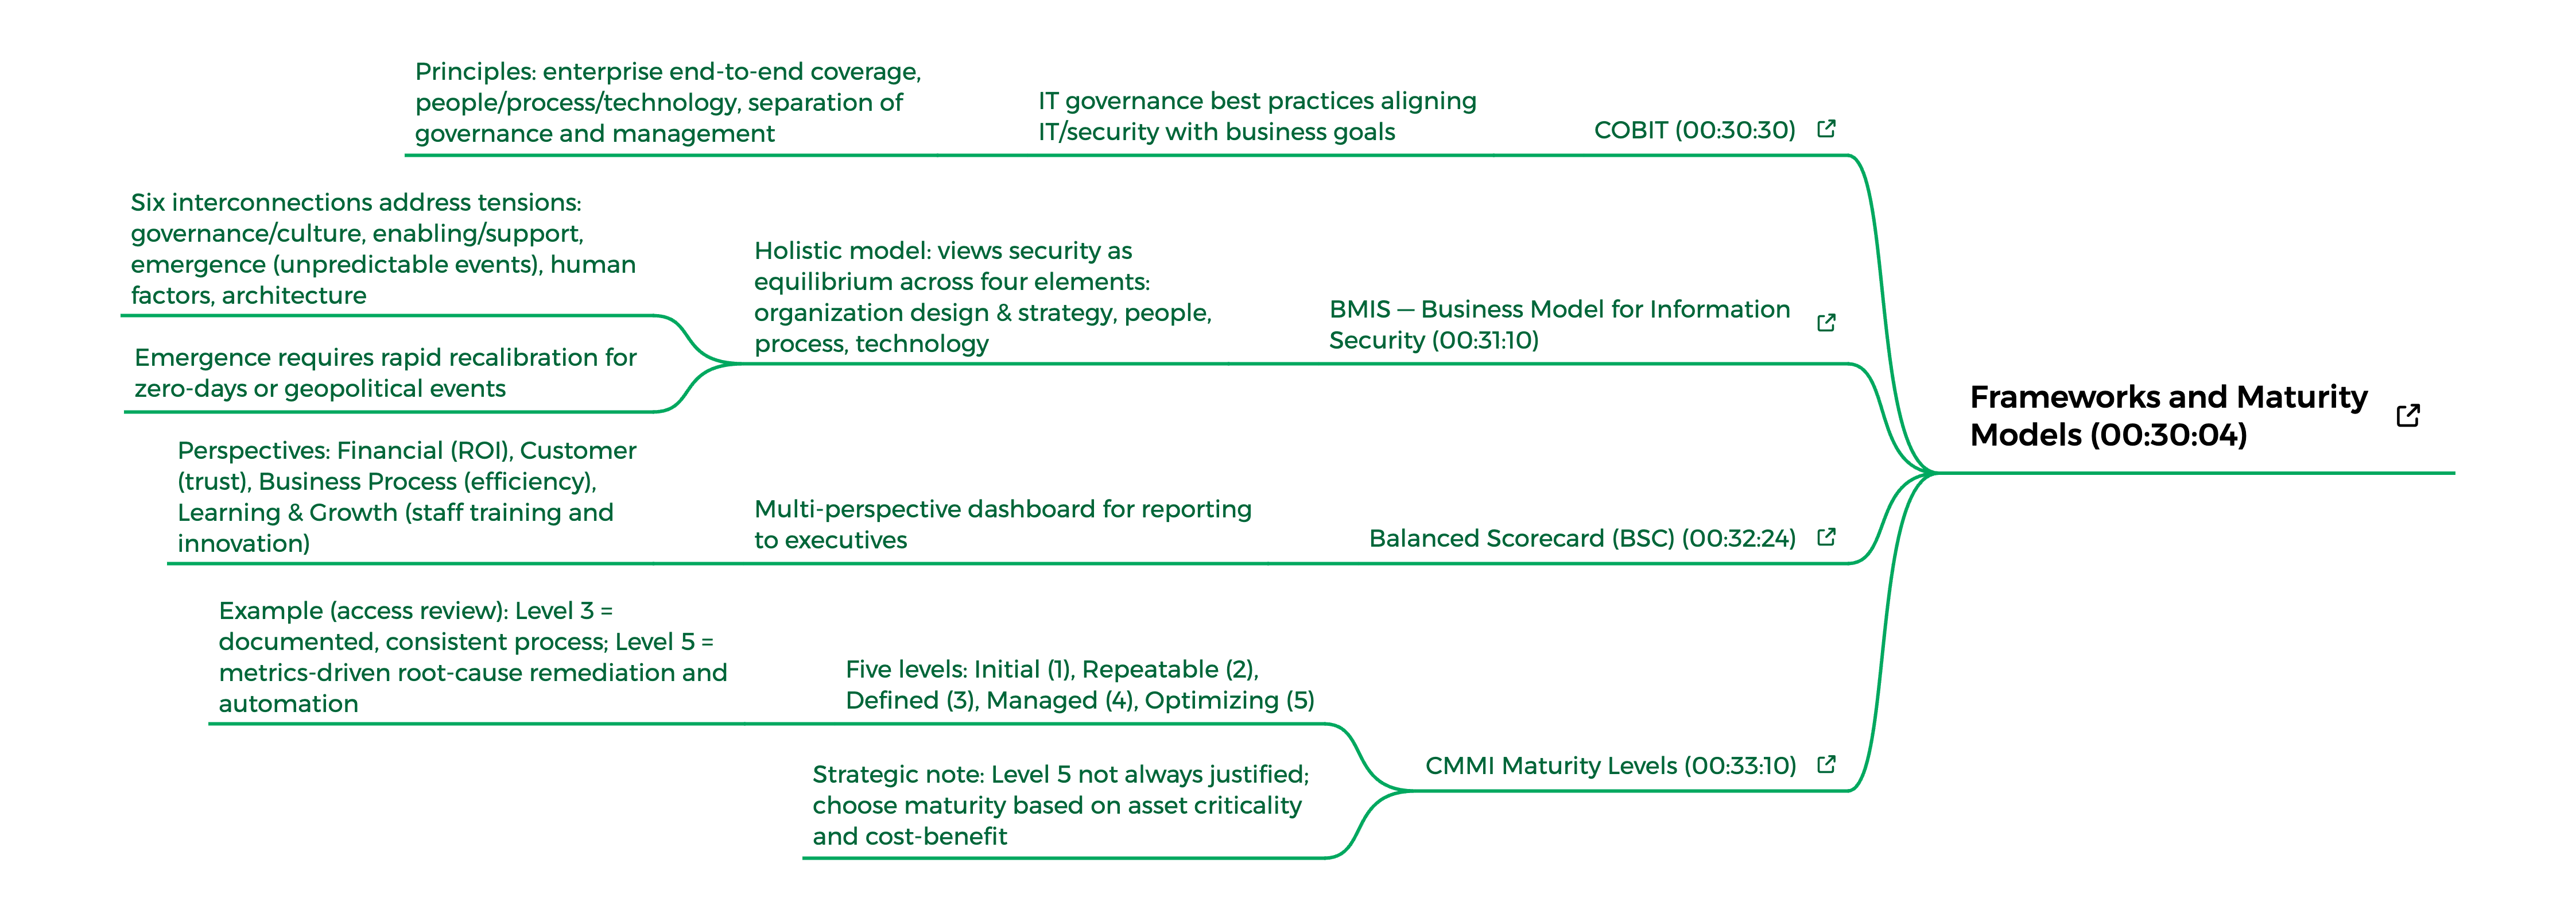 Frameworks and Maturity
Models (00:30:04)
COBIT (00:30:30)
IT governance best practices aligning
IT/security with business goals
Principles: enterprise end-to-end coverage,
people/process/technology, separation of
governance and management
BMIS — Business Model for Information
Security (00:31:10)
Holistic model: views security as
equilibrium across four elements:
organization design & strategy, people,
process, technology
Six interconnections address tensions:
governance/culture, enabling/support,
emergence (unpredictable events), human
factors, architecture
Emergence requires rapid recalibration for
zero-days or geopolitical events
Balanced Scorecard (BSC) (00:32:24)
Multi-perspective dashboard for reporting
to executives
Perspectives: Financial (ROI), Customer
(trust), Business Process (efficiency),
Learning & Growth (staff training and
innovation)
CMMI Maturity Levels (00:33:10)
Five levels: Initial (1), Repeatable (2),
Defined (3), Managed (4), Optimizing (5)
Example (access review): Level 3 =
documented, consistent process; Level 5 =
metrics-driven root-cause remediation and
automation
Strategic note: Level 5 not always justified;
choose maturity based on asset criticality
and cost-benefit